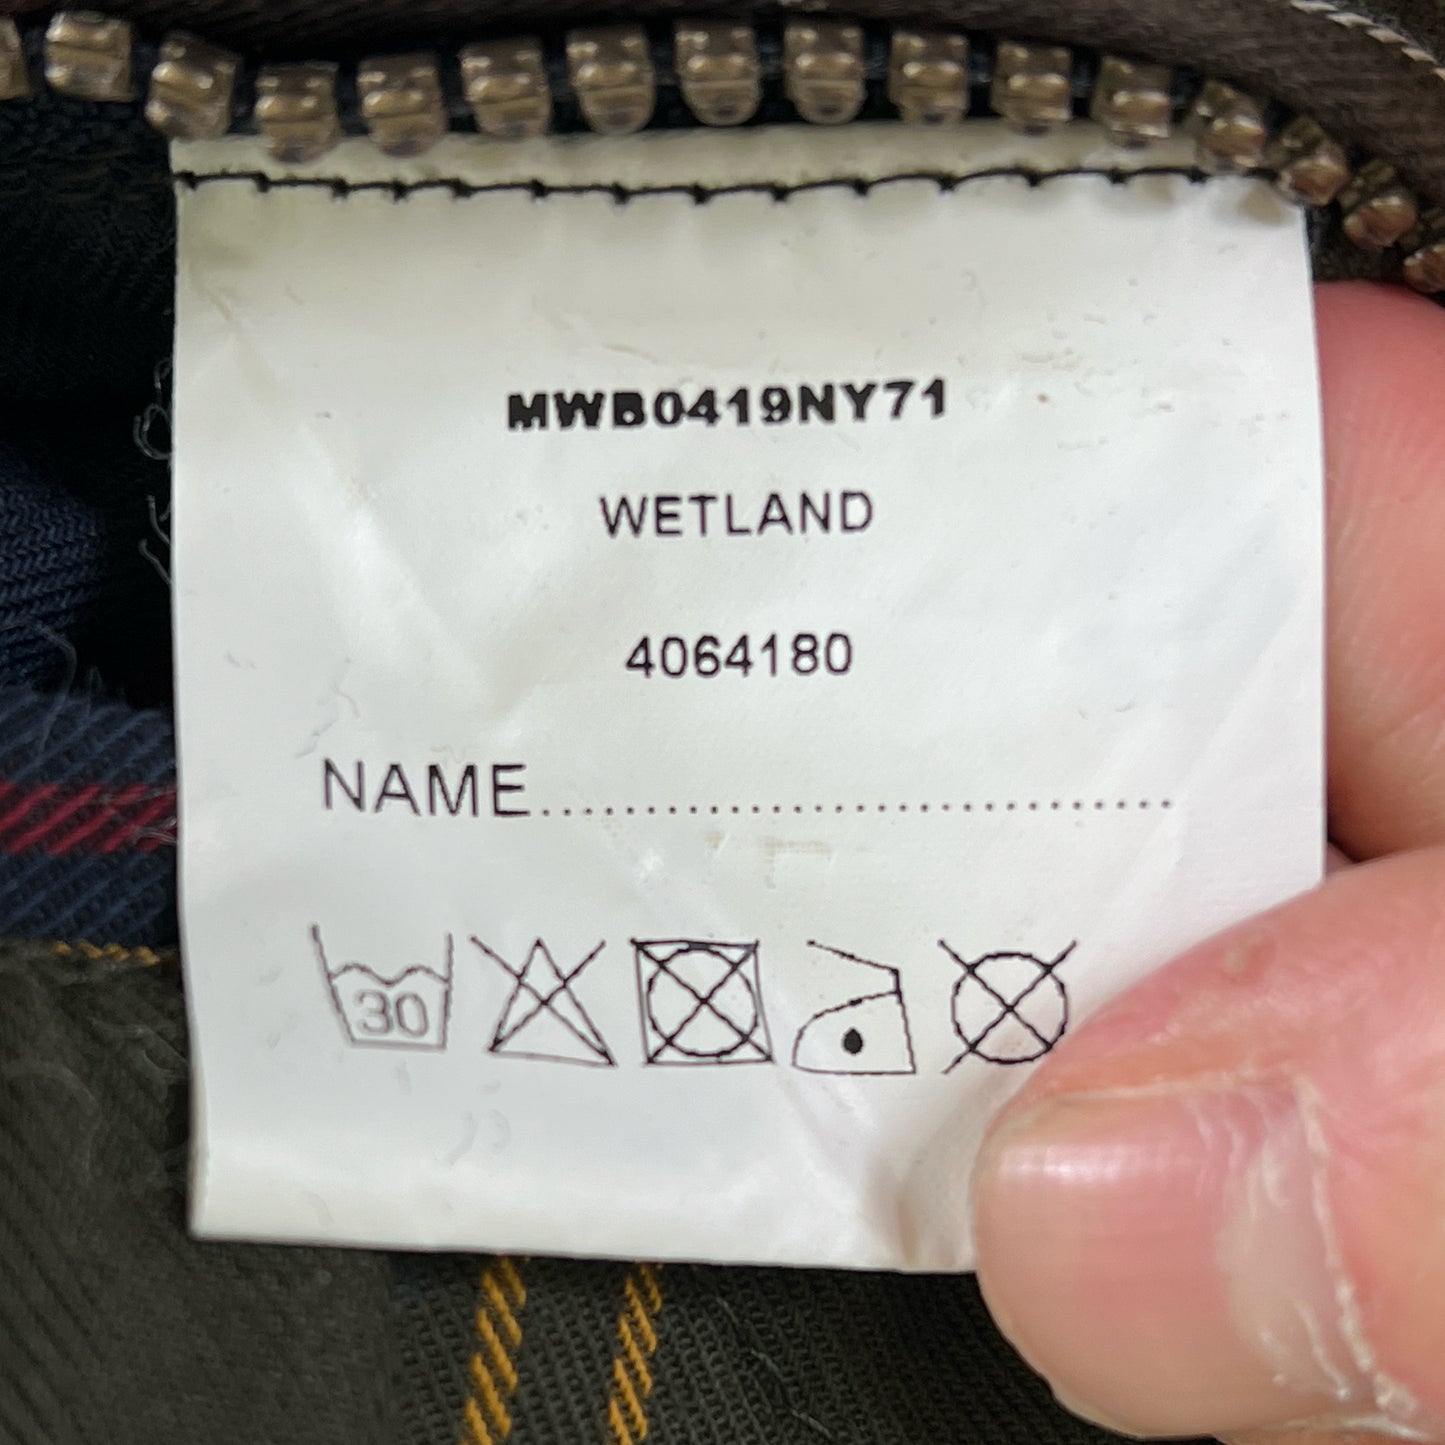 MWB0419NY71
WETLAND
4064180
NAME................................
30